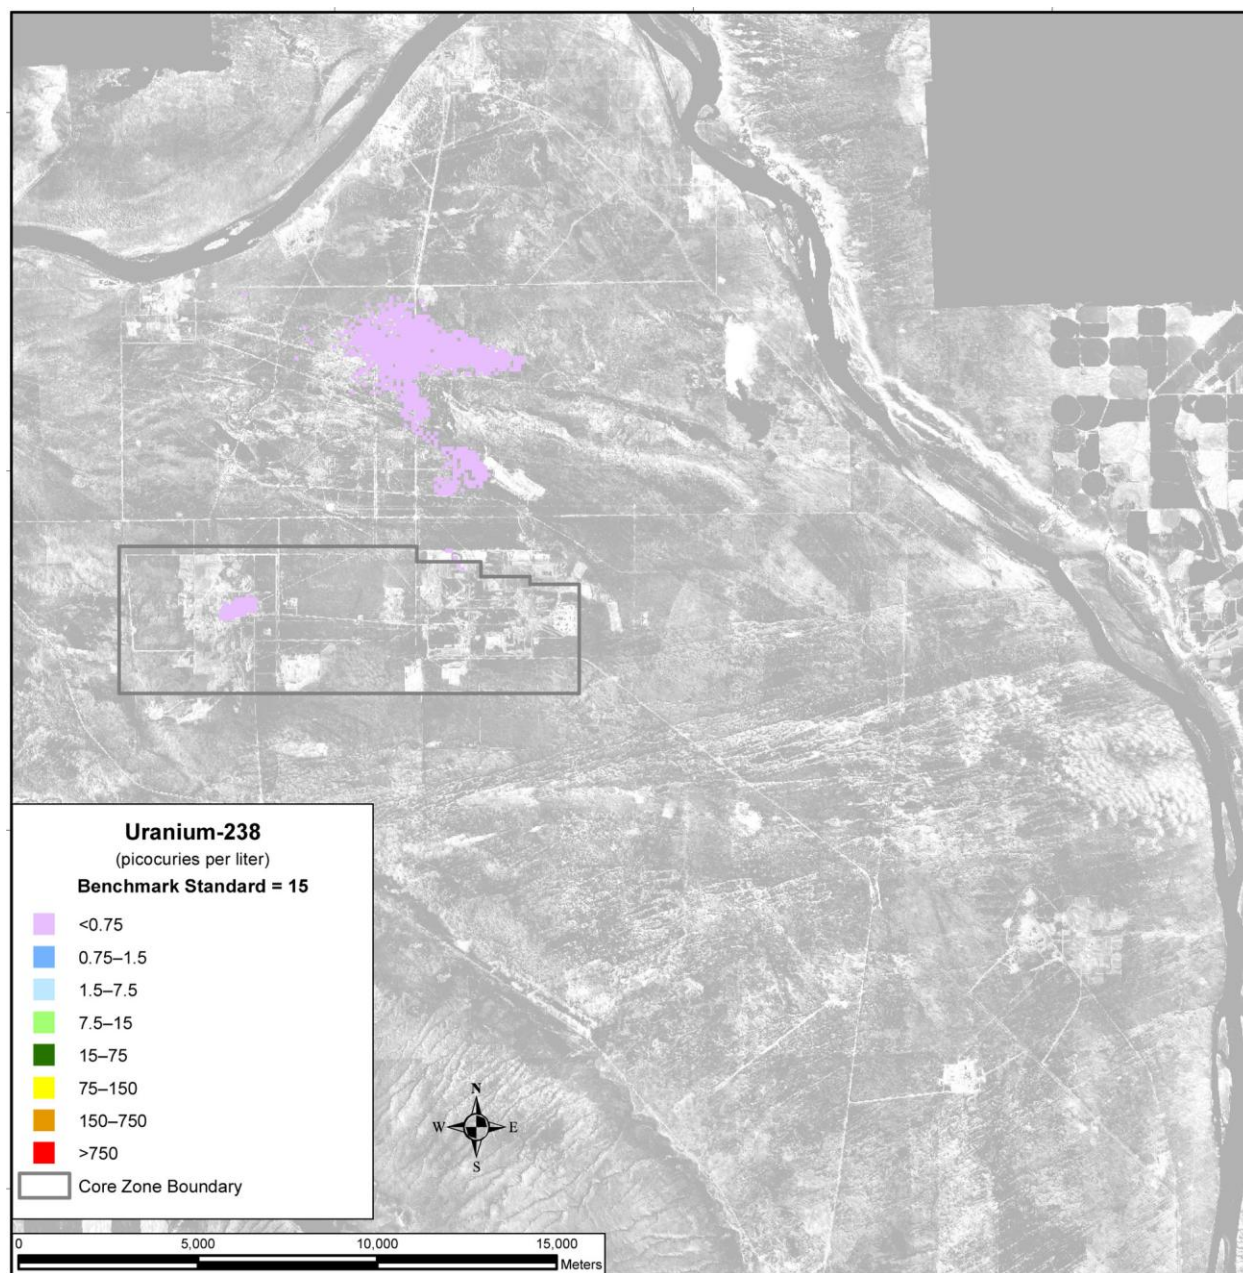 Uranium-238
(picocuries per liter)
Benchmark Standard = 15
<0.75
0.75–1.5
1.5–7.5
7.5–15
15–75
75–150
150–750
>750
Core Zone Boundary
N
W E
S
0 5,000 10,000 15,000
Meters